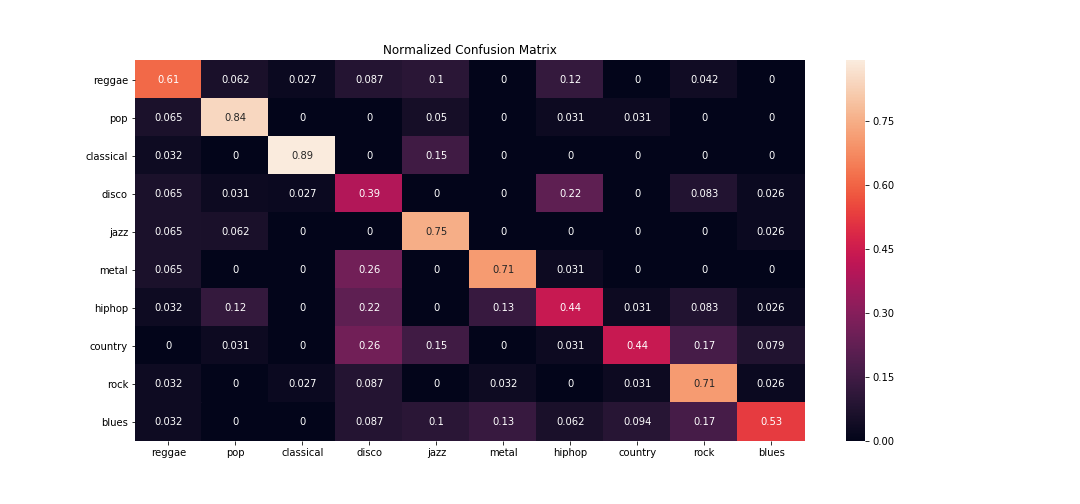 Normalized Confusion Matrix
reggae 0.61 0.062 0.027 0.087 0.1 0 0.12 0 0.042 0
pop 0.065 0.84 0 0 0.05 0 0.031 0.031 0 0
classical 0.032 0 0.89 0 0.15 0 0 0 0 0
disco 0.065 0.031 0.027 0.39 0 0 0.22 0 0.083 0.026
jazz 0.065 0.062 0 0 0.75 0 0 0 0 0.026
metal 0.065 0 0 0.26 0 0.71 0.031 0 0 0
hiphop 0.032 0.12 0 0.22 0 0.13 0.44 0.031 0.083 0.026
country 0 0.031 0 0.26 0.15 0 0.031 0.44 0.17 0.079
rock 0.032 0 0.027 0.087 0 0.032 0 0.031 0.71 0.026
blues 0.032 0 0 0.087 0.1 0.13 0.062 0.094 0.17 0.53
reggae pop classical disco jazz metal hiphop country rock blues
0.75
0.60
0.45
0.30
0.15
0.00